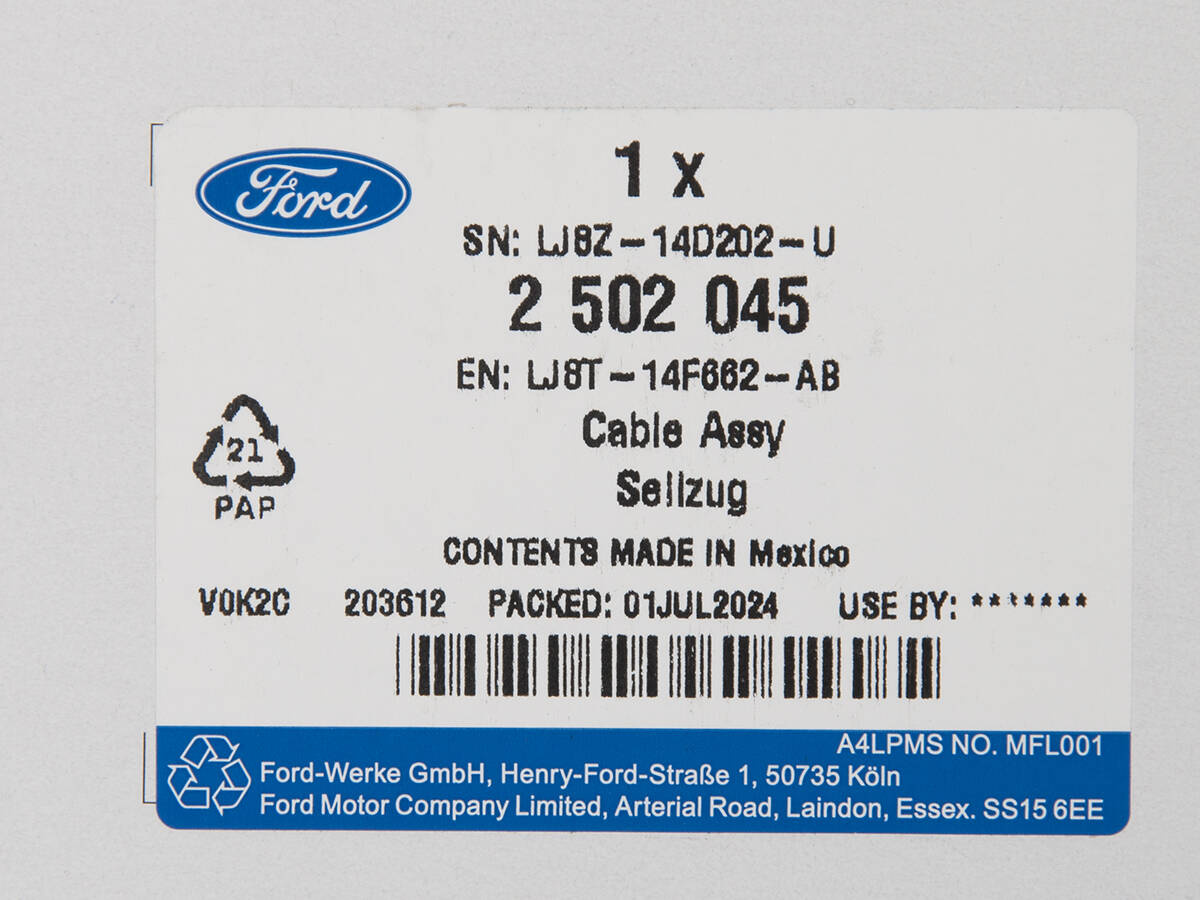 Ford
1 x
SN: LJ8Z-14D202-U
2 502 045
EN: LJ8T-14F662-AB
Cable Assy
Seilzug
21
PAP
CONTENTS MADE IN Mexico
V0K2C 203612 PACKED: 01JUL2024 USE BY: *******
A4LPMS NO. MFL001
Ford-Werke GmbH, Henry-Ford-Straße 1, 50735 Köln
Ford Motor Company Limited, Arterial Road, Laindon, Essex. SS15 6EE